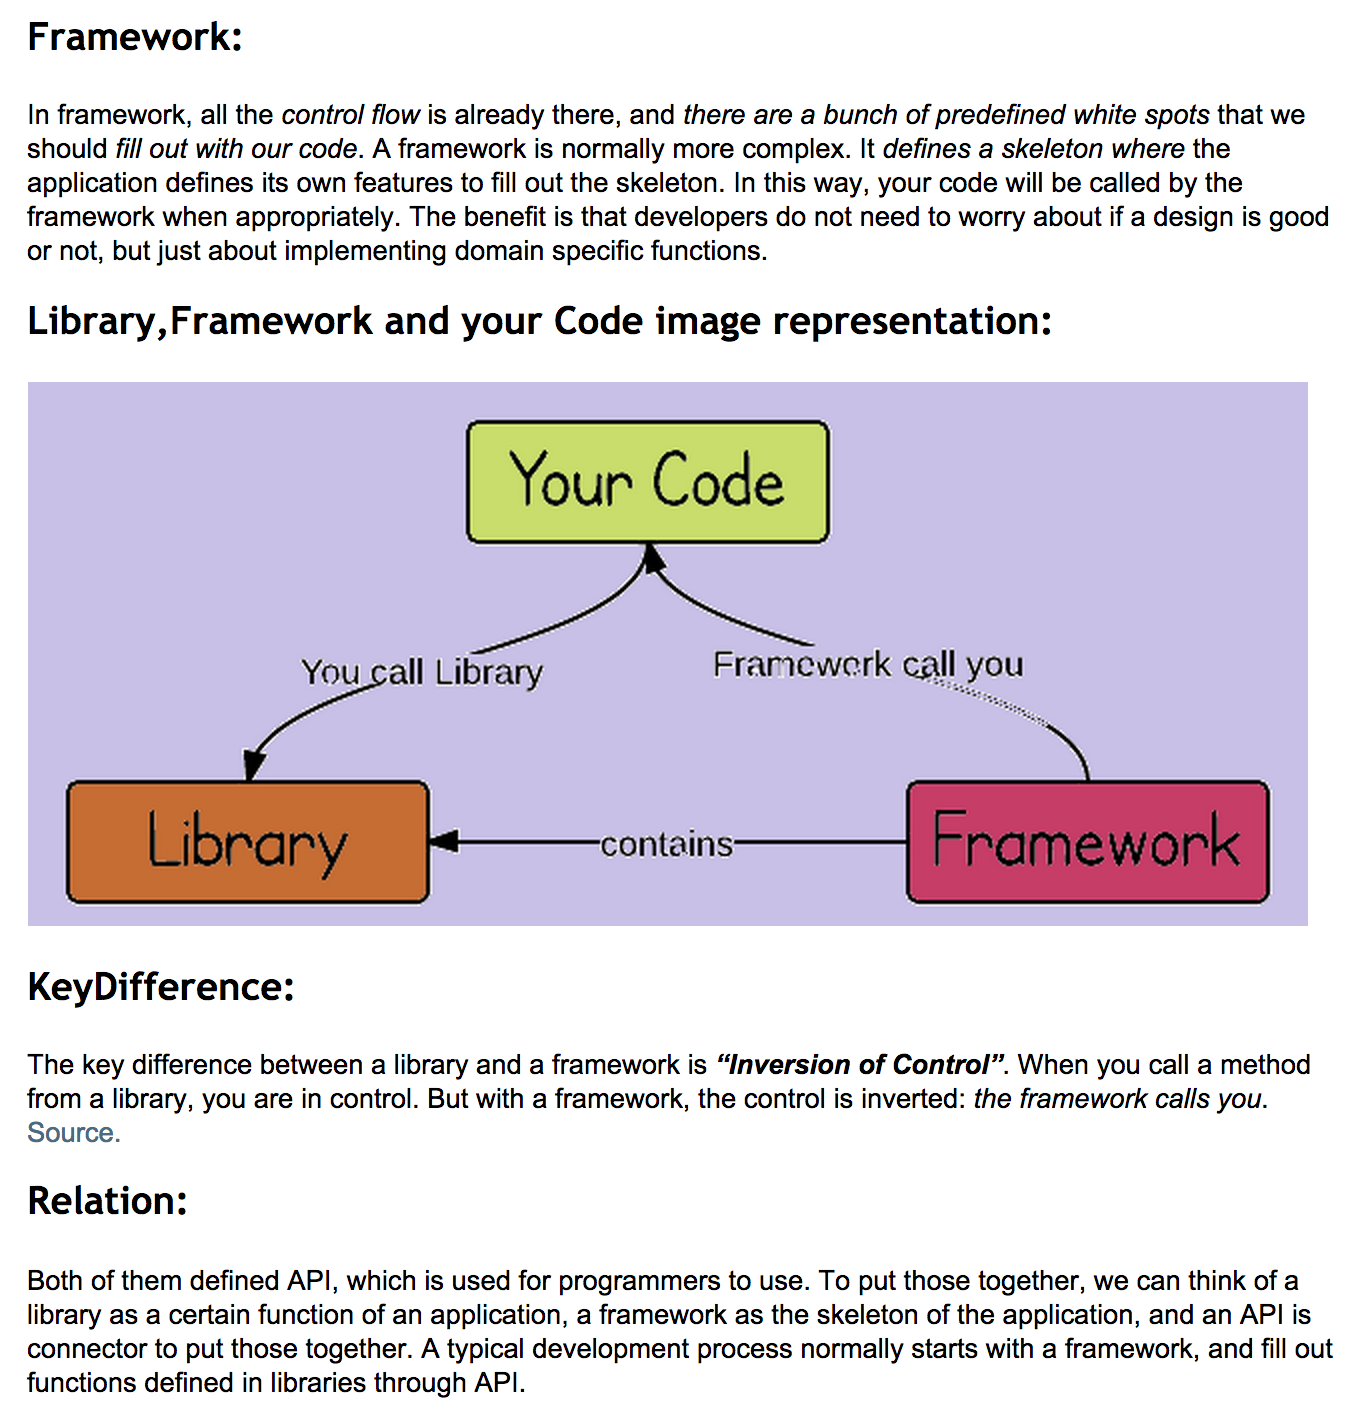 Framework:
In framework, all the control flow is already there, and there are a bunch of predefined white spots that we
should fill out with our code. A framework is normally more complex. It defines a skeleton where the
application defines its own features to fill out the skeleton. In this way, your code will be called by the
framework when appropriately. The benefit is that developers do not need to worry about if a design is good
or not, but just about implementing domain specific functions.
Library,Framework and your Code image representation:
Your Code
You call Library
Framework call you
Library
contains
Framework
KeyDifference:
The key difference between a library and a framework is “Inversion of Control”. When you call a method
from a library, you are in control. But with a framework, the control is inverted: the framework calls you.
Source.
Relation:
Both of them defined API, which is used for programmers to use. To put those together, we can think of a
library as a certain function of an application, a framework as the skeleton of the application, and an API is
connector to put those together. A typical development process normally starts with a framework, and fill out
functions defined in libraries through API.